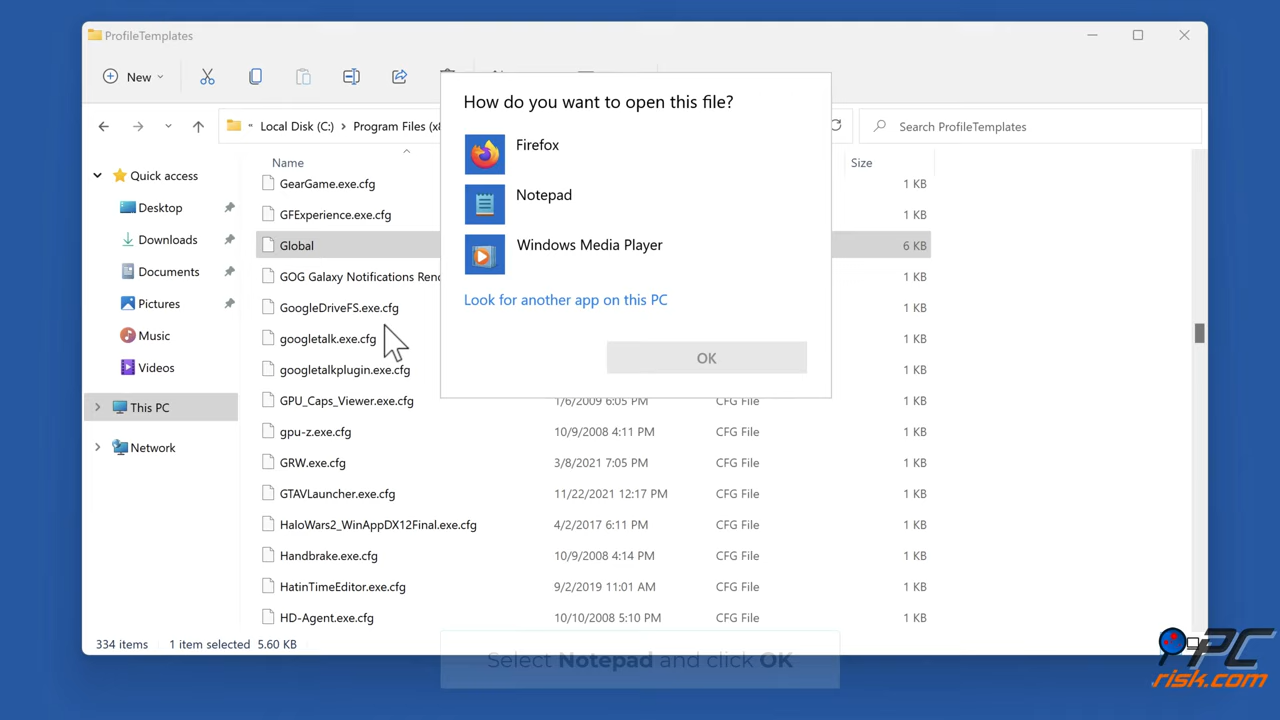 ProfileTemplates
New
Local Disk (C:) > Program Files (x8
Search ProfileTemplates
How do you want to open this file?
Firefox
Notepad
Windows Media Player
Look for another app on this PC
OK
Quick access
Desktop
Downloads
Documents
Pictures
Music
Videos
This PC
Network
Name
Size
GearGame.exe.cfg 1 KB
GFExperience.exe.cfg 1 KB
Global 6 KB
GOG Galaxy Notifications Ren 1 KB
GoogleDriveFS.exe.cfg 1 KB
googletalk.exe.cfg 1 KB
googletalkplugin.exe.cfg 1 KB
GPU_Caps_Viewer.exe.cfg 1/6/2009 6:05 PM CFG File 1 KB
gpu-z.exe.cfg 10/9/2008 4:11 PM CFG File 1 KB
GRW.exe.cfg 3/8/2021 7:05 PM CFG File 1 KB
GTAVLauncher.exe.cfg 11/22/2021 12:17 PM CFG File 1 KB
HaloWars2_WinAppDX12Final.exe.cfg 4/2/2017 6:11 PM CFG File 1 KB
Handbrake.exe.cfg 10/9/2008 4:14 PM CFG File 1 KB
HatinTimeEditor.exe.cfg 9/2/2019 11:01 AM CFG File 1 KB
HD-Agent.exe.cfg 10/10/2008 5:10 PM CFG File 1 KB
334 items 1 item selected 5.60 KB
Select Notepad and click OK
PC
risk.com